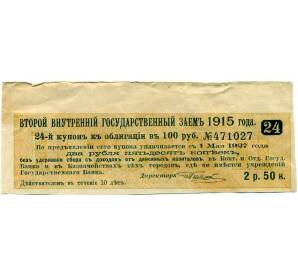 ВТОРОЙ ВНУТРЕННІЙ ГОСУДАРСТВЕННЫЙ ЗАЕМЪ 1915 года.
24-й купонъ къ облигаціи въ 100 руб. №471027
24
По предъявленіи сего купона уплачивается съ 1 Мая 1927 года
два рубля пятьдесятъ копѣекъ,
безъ удержанія сбора съ доходовъ отъ денежныхъ капиталовъ, въ Конт. и Отд. Госуд.
Банка и въ Казначействахъ тѣхъ городовъ, гдѣ не имѣется учрежденій
Государственнаго Банка.
Директоръ
2 р. 50 к.
Дѣйствителенъ въ теченіе 10 лѣтъ.